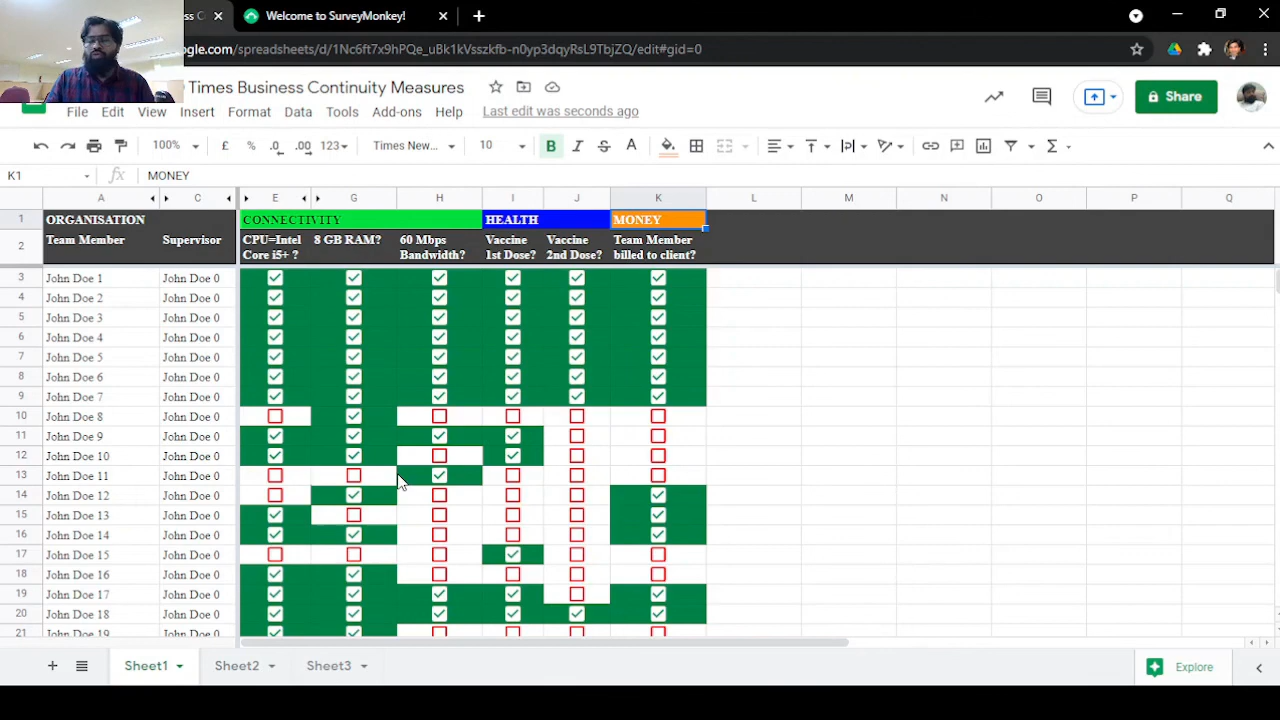 ss C
Welcome to SurveyMonkey!
gle.com/spreadsheets/d/1Nc6ft7x9hPQe_uBk1kVsszkfb-n0yp3dqyRsL9TbjZQ/edit#gid=0
Times Business Continuity Measures
File Edit View Insert Format Data Tools Add-ons Help Last edit was seconds ago
Share
100% £ % .0 .00 123 Times New... 10 B I S A
K1 fx MONEY
A C E G H I J K L M N O P Q
1 ORGANISATION CONNECTIVITY HEALTH MONEY
2 Team Member Supervisor CPU=Intel Core i5+ ? 8 GB RAM? 60 Mbps Bandwidth? Vaccine 1st Dose? Vaccine 2nd Dose? Team Member billed to client?
3 John Doe 1 John Doe 0
4 John Doe 2 John Doe 0
5 John Doe 3 John Doe 0
6 John Doe 4 John Doe 0
7 John Doe 5 John Doe 0
8 John Doe 6 John Doe 0
9 John Doe 7 John Doe 0
10 John Doe 8 John Doe 0
11 John Doe 9 John Doe 0
12 John Doe 10 John Doe 0
13 John Doe 11 John Doe 0
14 John Doe 12 John Doe 0
15 John Doe 13 John Doe 0
16 John Doe 14 John Doe 0
17 John Doe 15 John Doe 0
18 John Doe 16 John Doe 0
19 John Doe 17 John Doe 0
20 John Doe 18 John Doe 0
21 John Doe 19 John Doe 0
Sheet1 Sheet2 Sheet3 Explore